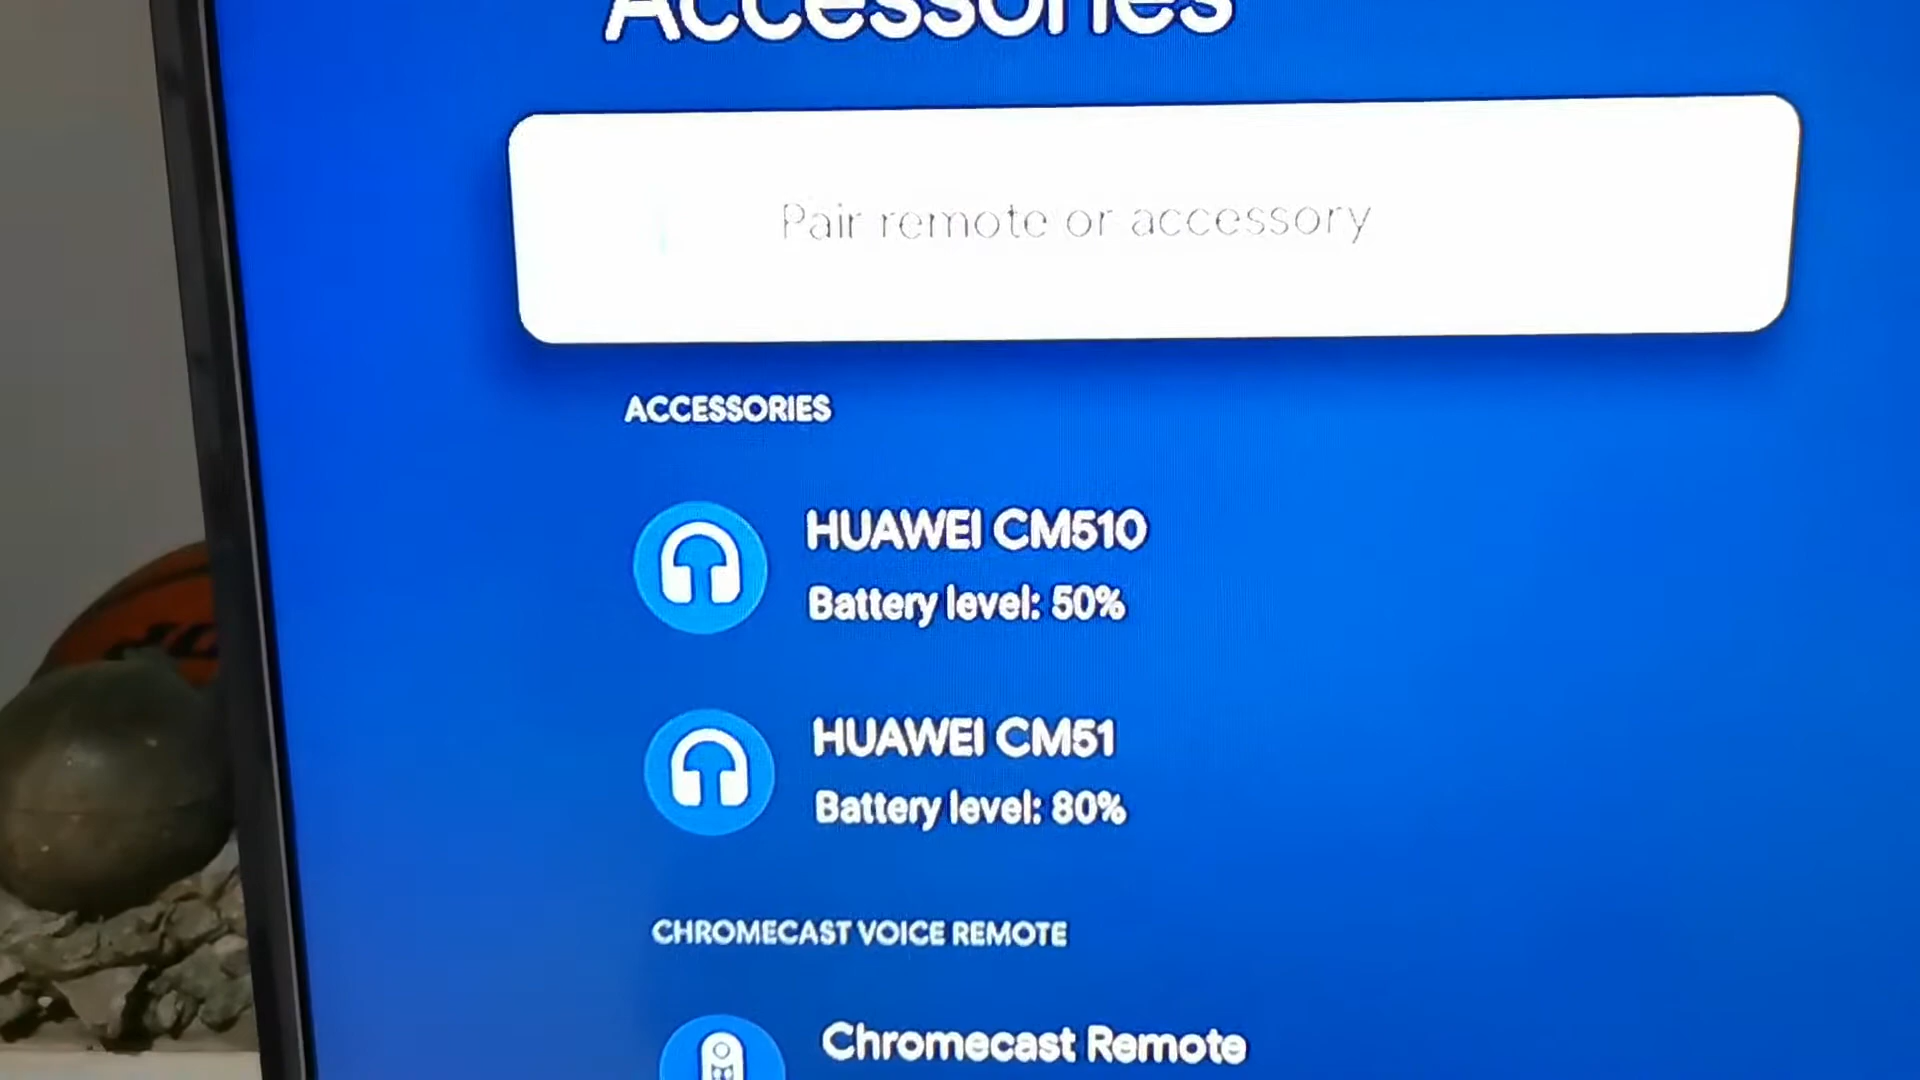 Accessories
Pair remote or accessory
ACCESSORIES
HUAWEI CM510
Battery level: 50%
HUAWEI CM51
Battery level: 80%
CHROMECAST VOICE REMOTE
Chromecast Remote